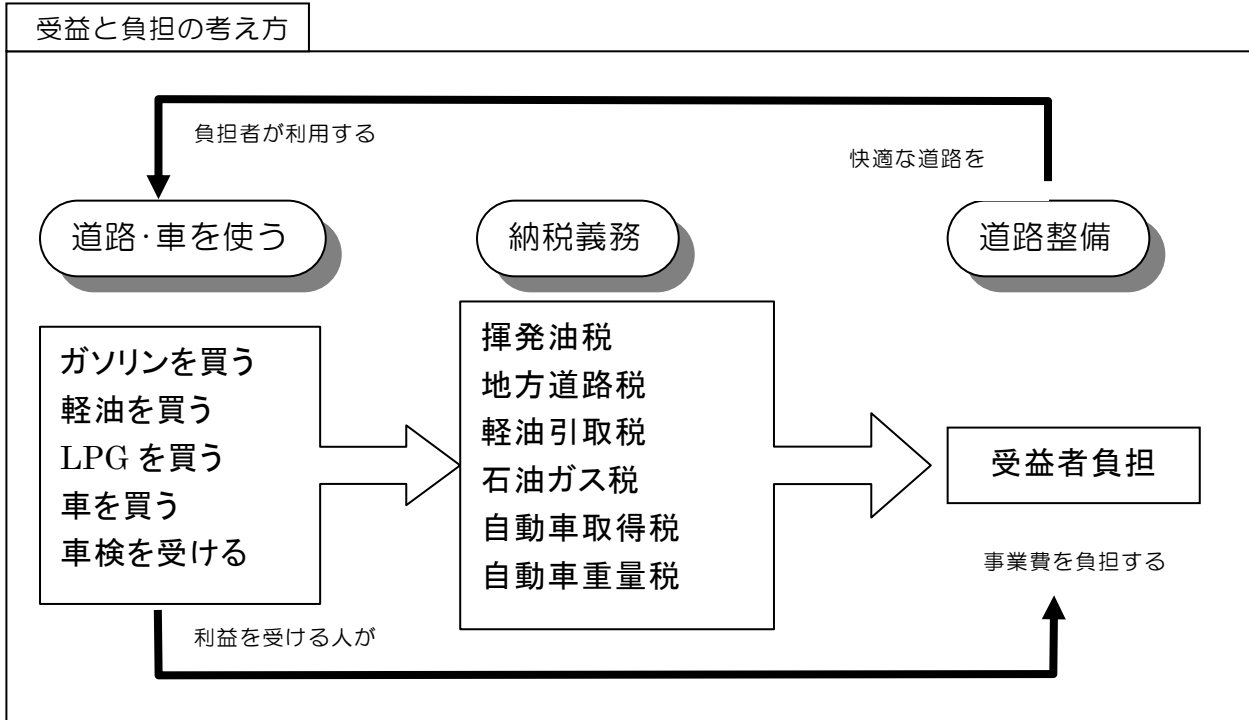 受益と負担の考え方
負担者が利用する
快適な道路を
道路・車を使う
納税義務
道路整備
ガソリンを買う
軽油を買う
LPG を買う
車を買う
車検を受ける
揮発油税
地方道路税
軽油引取税
石油ガス税
自動車取得税
自動車重量税
受益者負担
事業費を負担する
利益を受ける人が